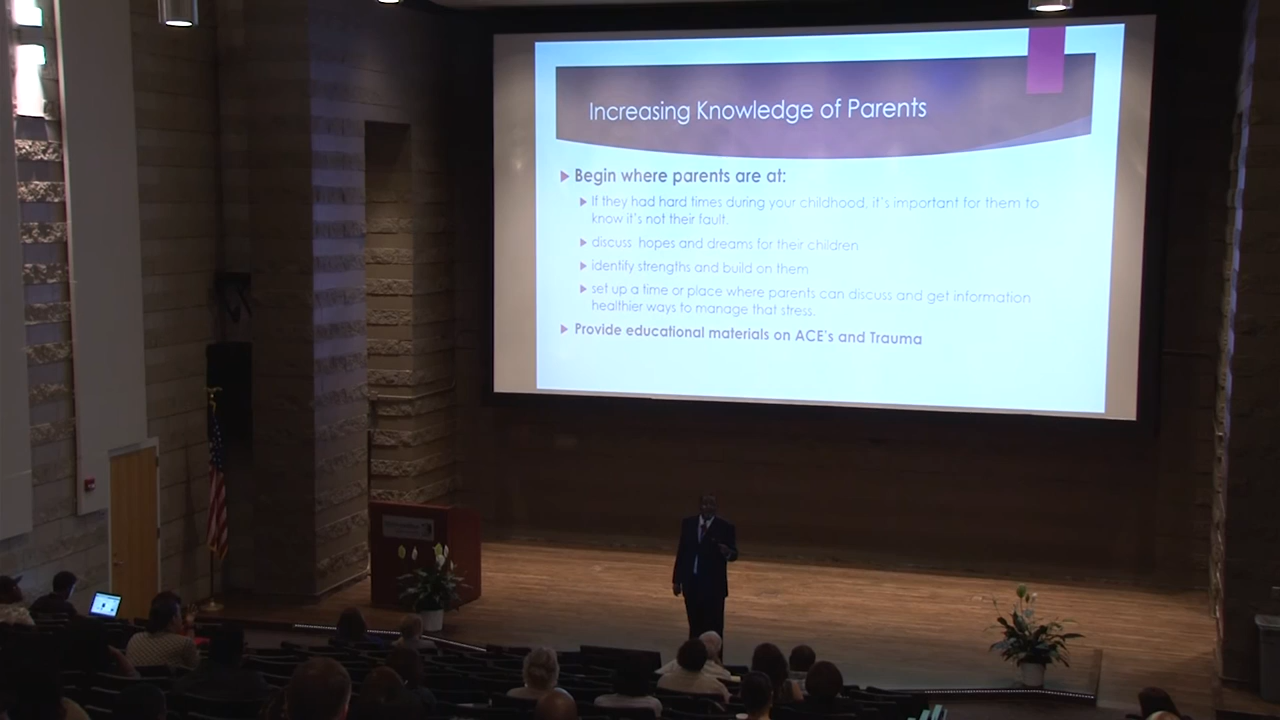 Increasing Knowledge of Parents
Begin where parents are at:
If they had hard times during your childhood, it's important for them to
know it's not their fault.
discuss hopes and dreams for their children
identify strengths and build on them
set up a time or place where parents can discuss and get information
healthier ways to manage that stress.
Provide educational materials on ACE's and Trauma